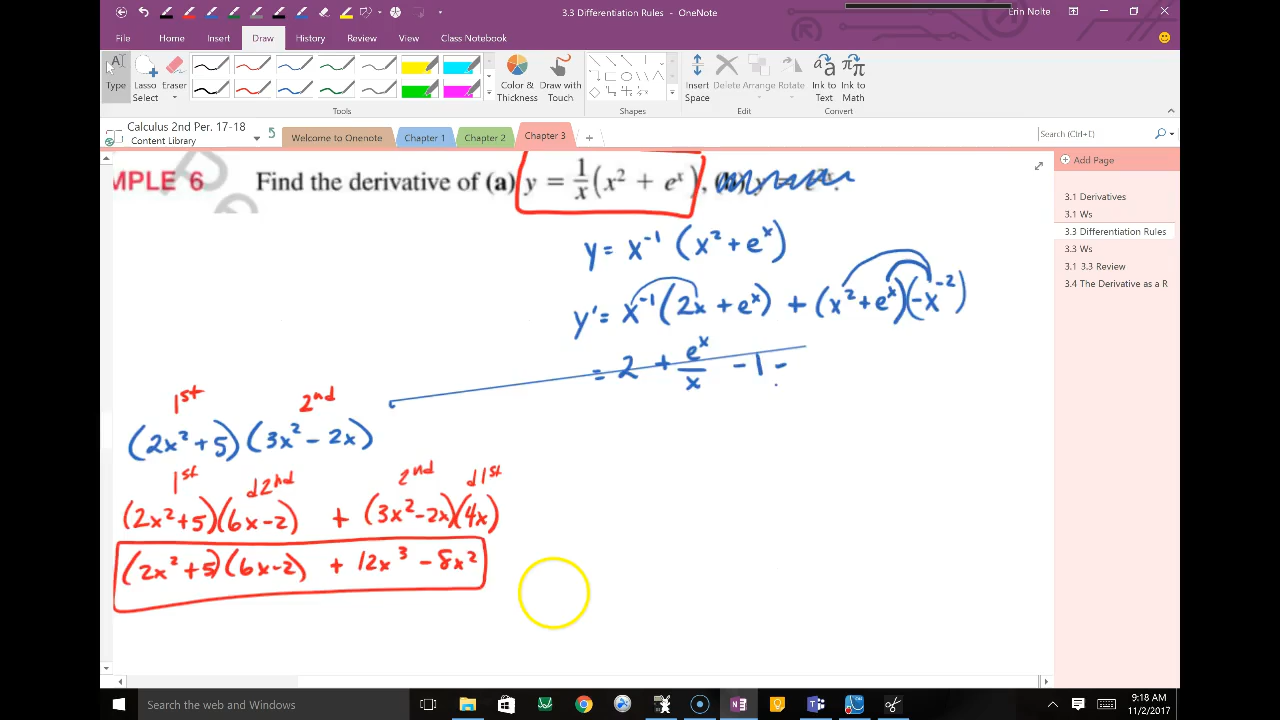 3.3 Differentiation Rules - OneNote
Erin Nolte
File Home Insert Draw History Review View Class Notebook
Type
Lasso Select
Eraser
Color & Thickness
Draw with Touch
Insert Space
Delete
Arrange
Rotate
Ink to Text
Ink to Math
Tools Shapes Edit Convert
Calculus 2nd Per. 17-18
Content Library
Welcome to Onenote Chapter 1 Chapter 2 Chapter 3
Search (Ctrl+E)
Add Page
3.1 Derivatives
3.1 Ws
3.3 Differentiation Rules
3.3 Ws
3.1 3.3 Review
3.4 The Derivative as a R
MPLE 6 Find the derivative of (a) y = 1/x (x² + eˣ),
y = x⁻¹ (x² + eˣ)
y' = x⁻¹ (2x + eˣ) + (x² + eˣ)(-x⁻²)
= 2 + eˣ/x - 1 -
1st 2nd
(2x² + 5) (3x² - 2x)
1st d2nd 2nd d1st
(2x² + 5)(6x - 2) + (3x² - 2x)(4x)
(2x² + 5)(6x - 2) + 12x³ - 8x²
Search the web and Windows
9:18 AM
11/2/2017